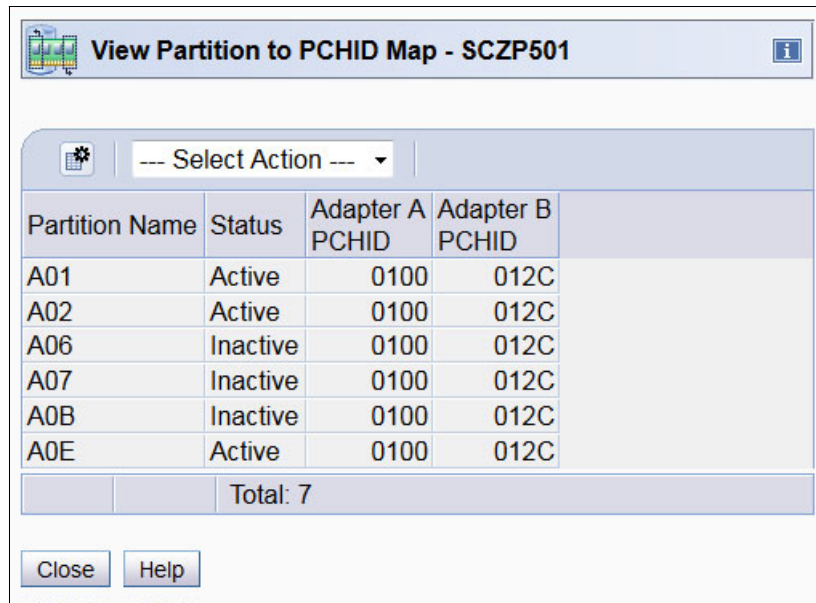 View Partition to PCHID Map - SCZP501
i
--- Select Action ---
Partition Name Status Adapter A PCHID Adapter B PCHID
A01 Active 0100 012C
A02 Active 0100 012C
A06 Inactive 0100 012C
A07 Inactive 0100 012C
A0B Inactive 0100 012C
A0E Active 0100 012C
Total: 7
Close Help